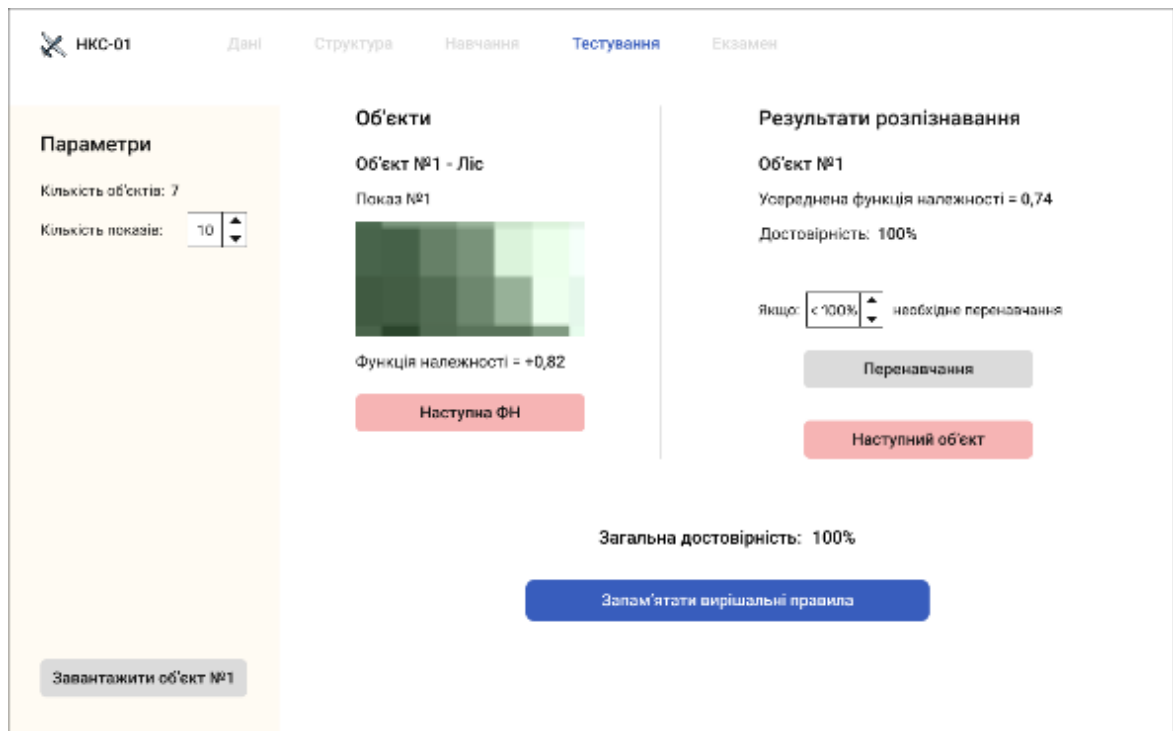 НКС-01
Дані
Структура
Навчання
Тестування
Екзамен
Параметри
Кількість об'єктів: 7
Кількість показів: 10
Завантажити об'єкт №1
Об'єкти
Об'єкт №1 - Ліс
Показ №1
Функція належності = +0,82
Наступна ФН
Результати розпізнавання
Об'єкт №1
Усереднена функція належності = 0,74
Достовірність: 100%
Якщо: < 100% необхідне перенавчання
Перенавчання
Наступний об'єкт
Загальна достовірність: 100%
Запам'ятати вирішальні правила